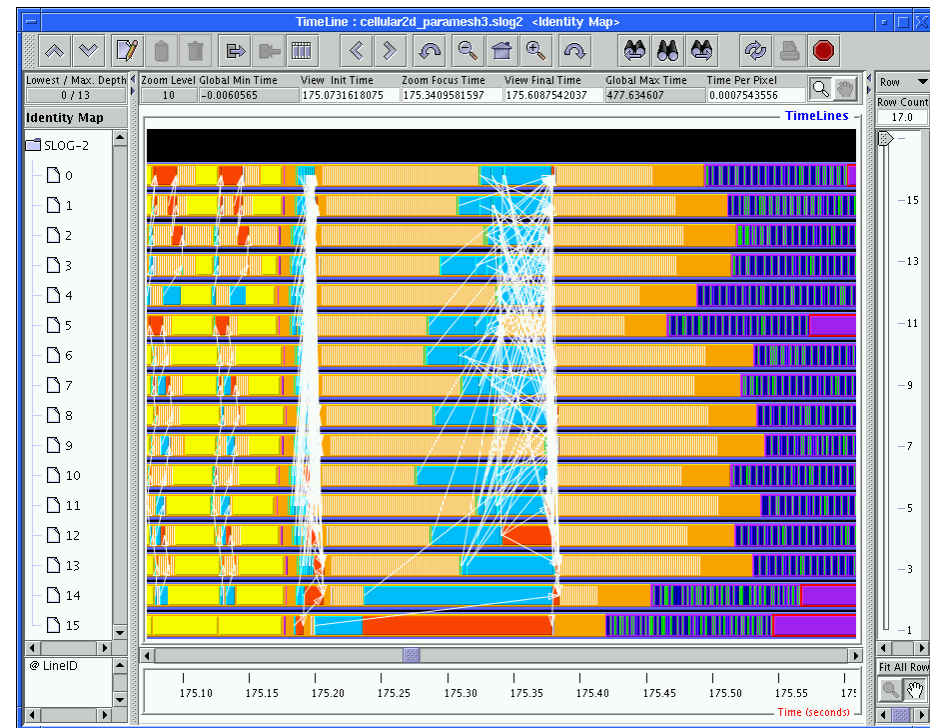 TimeLine : cellular2d_paramesh3.slog2 <Identity Map>
Lowest / Max. Depth Zoom Level Global Min Time View Init Time Zoom Focus Time View Final Time Global Max Time Time Per Pixel Row
0 / 13 10 -0.0060565 175.0731618075 175.3409581597 175.6087542037 477.634607 0.0007543556 Row Count
17.0
Identity Map
TimeLines
SLOG-2
0
1
2
3
4
5
6
7
8
9
10
11
12
13
14
15
-15
-13
-11
-9
-7
-5
-3
-1
@ LineID
Fit All Row
175.10 175.15 175.20 175.25 175.30 175.35 175.40 175.45 175.50 175.55
Time (seconds)